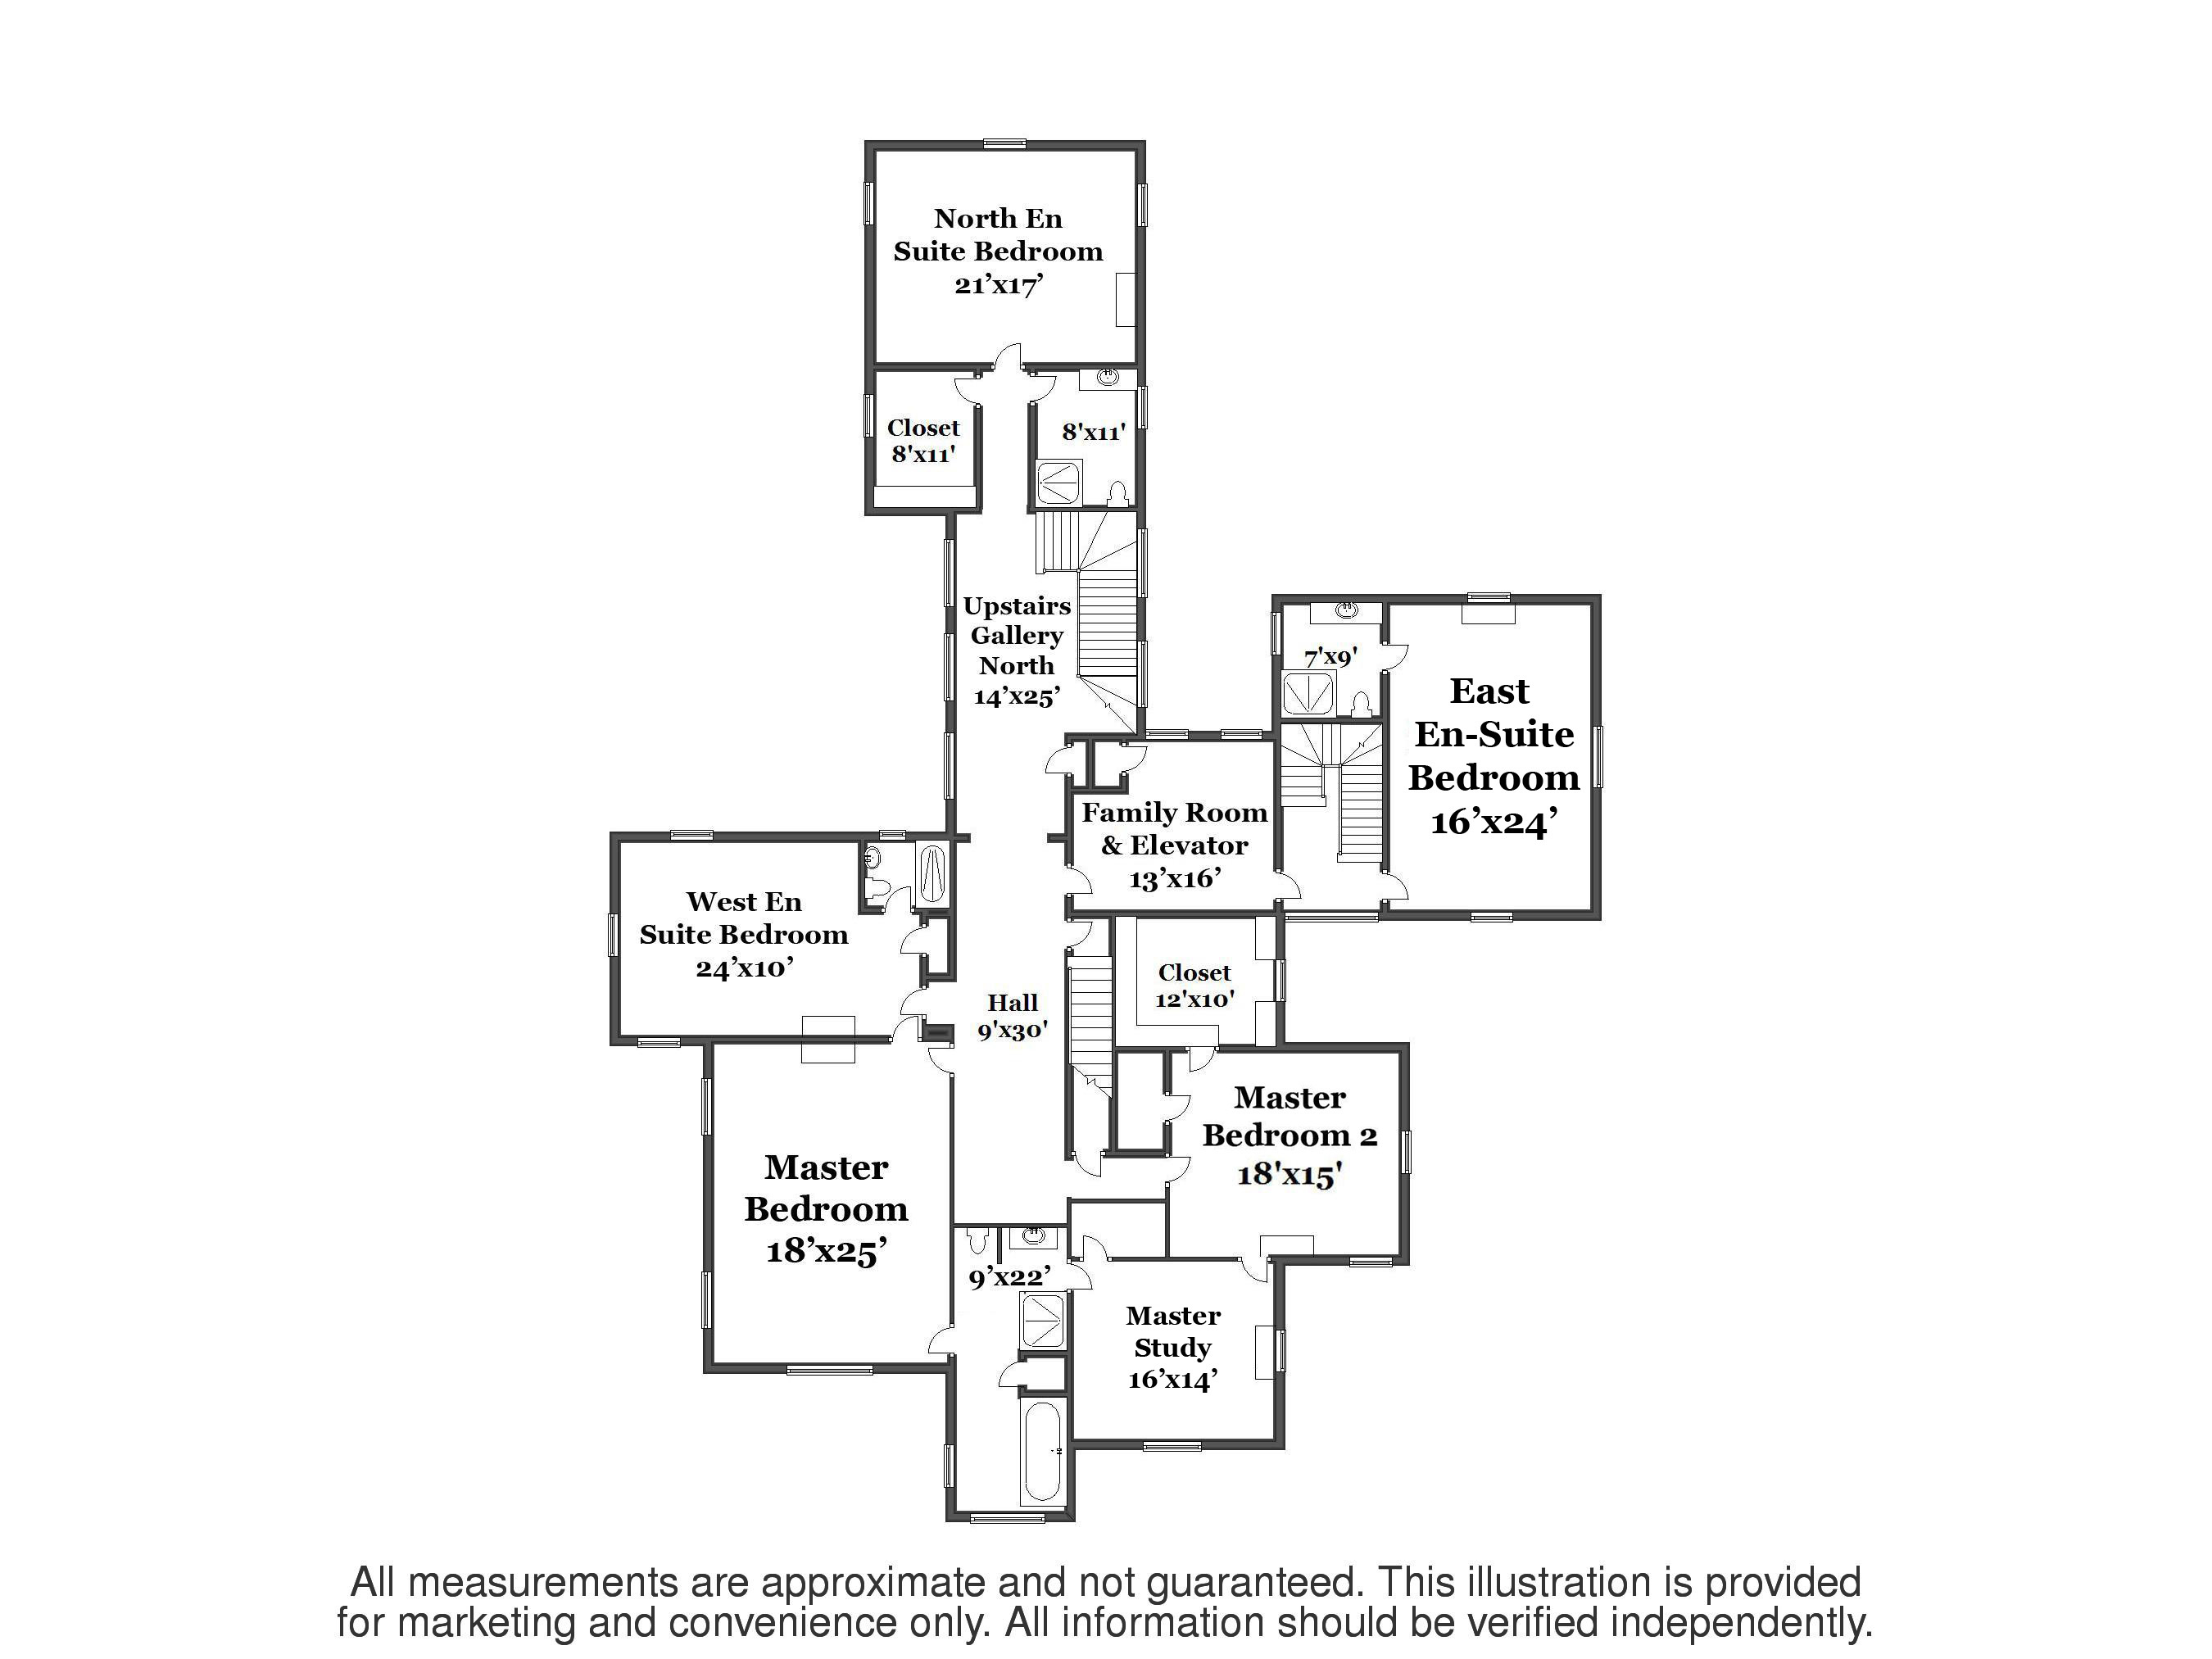 North En
Suite Bedroom
21’x17’
Closet
8'x11'
8'x11'
Upstairs
Gallery
North
14’x25’
7'x9'
East
En-Suite
Bedroom
16’x24’
Family Room
& Elevator
13’x16’
West En
Suite Bedroom
24’x10’
Hall
9'x30'
Closet
12'x10'
Master
Bedroom 2
18'x15'
Master
Bedroom
18’x25’
9’x22’
Master
Study
16’x14’
All measurements are approximate and not guaranteed. This illustration is provided
for marketing and convenience only. All information should be verified independently.